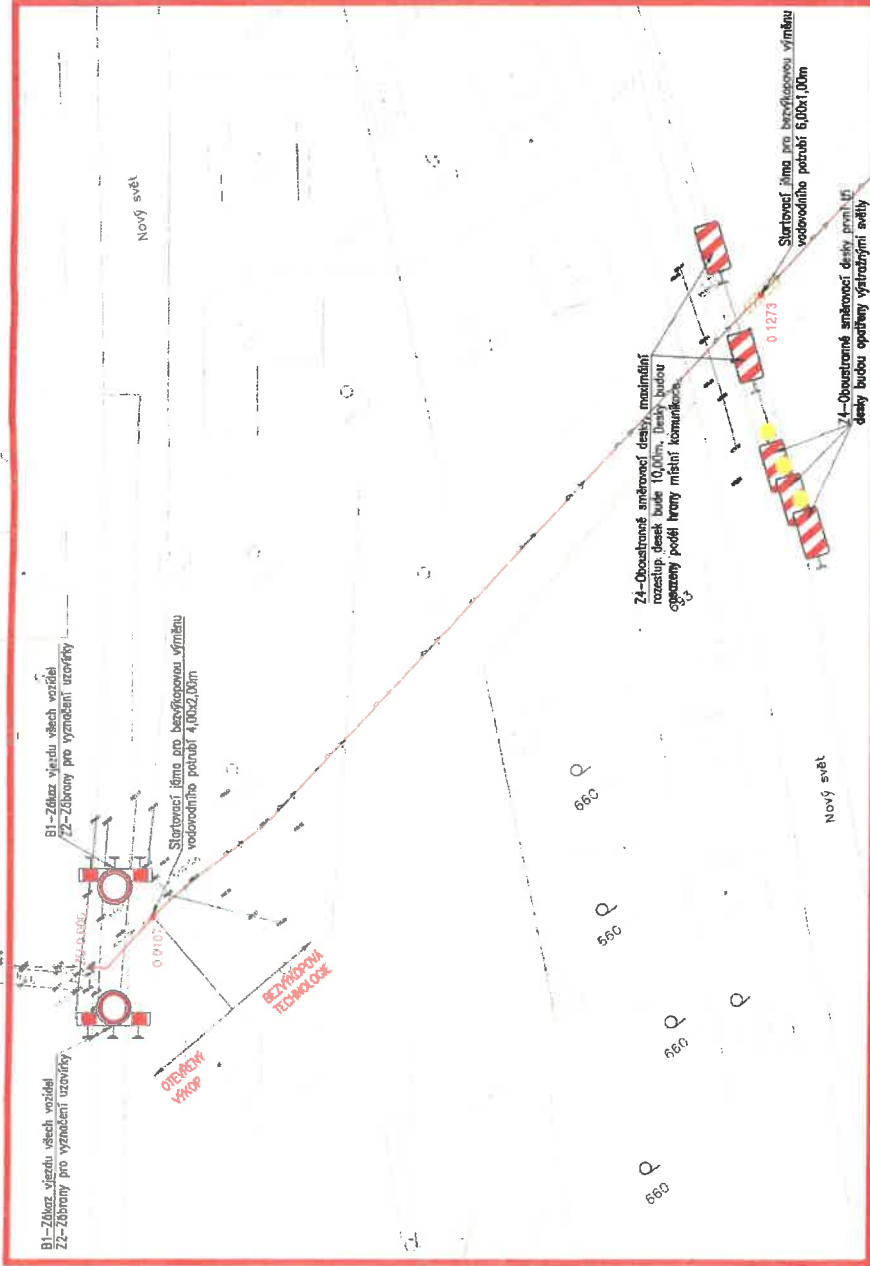 B1-Zákaz vjezdu všech vozidel
Z2-Zábrany pro vyznačení uzavírky
B1-Zákaz vjezdu všech vozidel
Z2-Zábrany pro vyznačení uzavírky
Startovací jáma pro bezvýkopovou výměnu
vodovodního potrubí 4,00x2,00m
OTEVŘENÝ
VÝKOP
BEZVÝKOPOVÁ
TECHNOLOGIE
Nový svět
Z4-Oboustranné směrovací desky, maximální
rozestup desek bude 10,00m. Desky budou
osazeny podél hrany místní komunikace.
Startovací jáma pro bezvýkopovou výměnu
vodovodního potrubí 6,00x1,00m
0.1273
Z4-Oboustranné směrovací desky první tři
desky budou opatřeny výstražnými světly
660
660
660
660
Nový svět